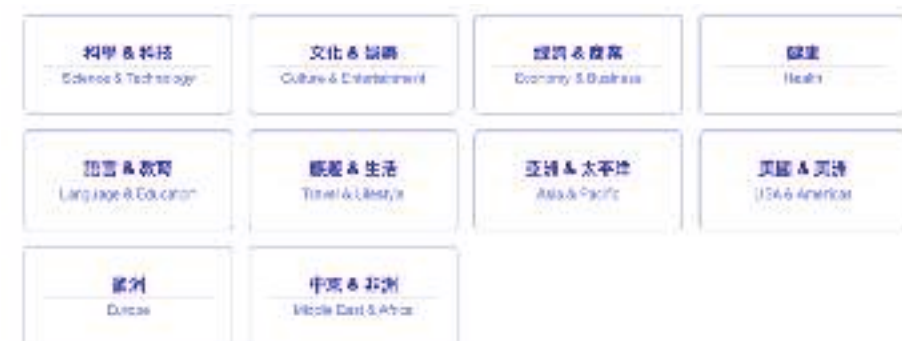 科學 & 科技
Science & Technology
文化 & 娛樂
Culture & Entertainment
經濟 & 商業
Economy & Business
健康
Health
語言 & 教育
Language & Education
旅遊 & 生活
Travel & Lifestyle
亞洲 & 太平洋
Asia & Pacific
美國 & 美洲
USA & Americas
歐洲
Europe
中東 & 非洲
Middle East & Africa